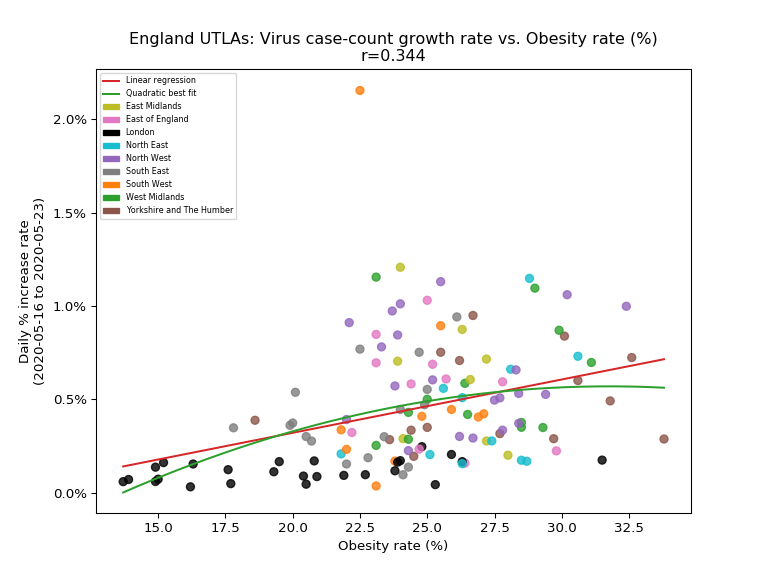 England UTLAs: Virus case-count growth rate vs. Obesity rate (%)
r=0.344
Linear regression
Quadratic best fit
East Midlands
East of England
London
North East
North West
South East
South West
West Midlands
Yorkshire and The Humber
2.0%
1.5%
1.0%
0.5%
0.0%
Daily % increase rate
(2020-05-16 to 2020-05-23)
15.0 17.5 20.0 22.5 25.0 27.5 30.0 32.5
Obesity rate (%)